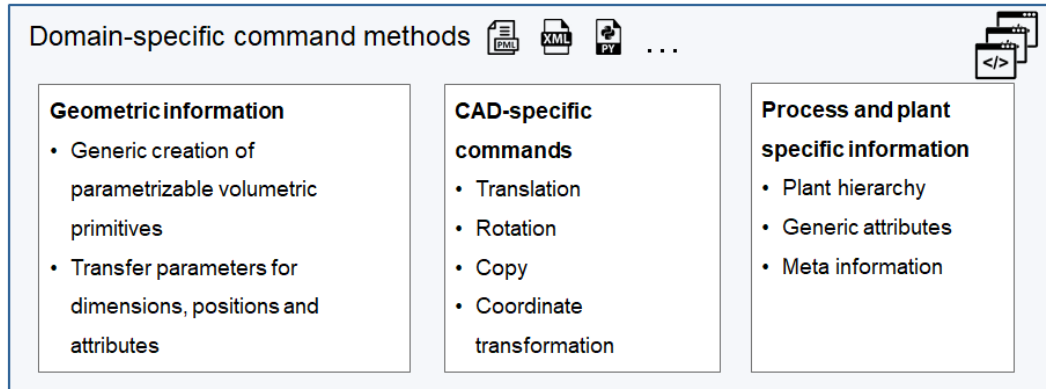 Domain-specific command methods PML XML PY ...
</>
Geometric information
• Generic creation of
parametrizable volumetric
primitives
• Transfer parameters for
dimensions, positions and
attributes
CAD-specific
commands
• Translation
• Rotation
• Copy
• Coordinate
transformation
Process and plant
specific information
• Plant hierarchy
• Generic attributes
• Meta information